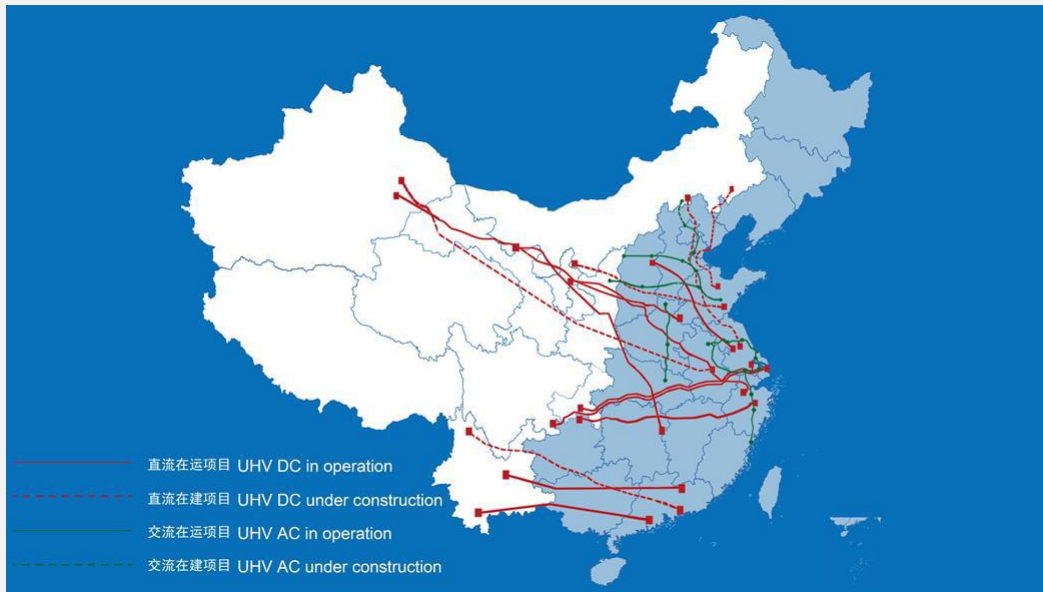 直流在运项目 UHV DC in operation
直流在建项目 UHV DC under construction
交流在运项目 UHV AC in operation
交流在建项目 UHV AC under construction